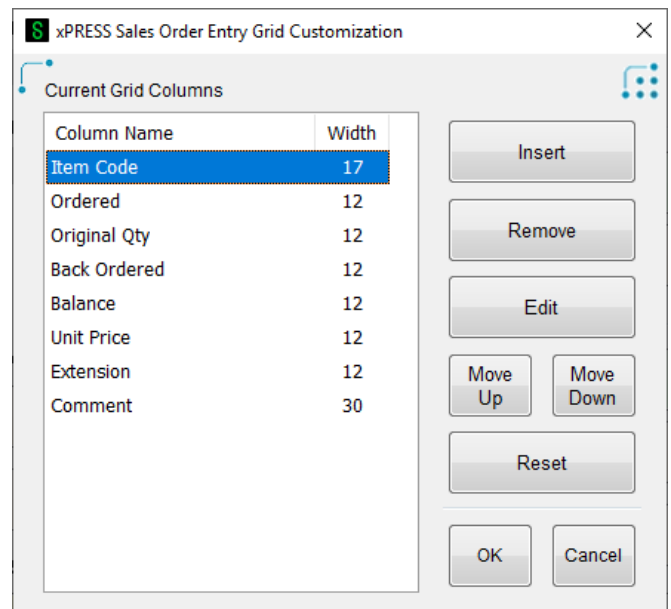 S xPRESS Sales Order Entry Grid Customization
Current Grid Columns
Column Name Width
Item Code 17
Ordered 12
Original Qty 12
Back Ordered 12
Balance 12
Unit Price 12
Extension 12
Comment 30
Insert
Remove
Edit
Move
Up
Move
Down
Reset
OK
Cancel